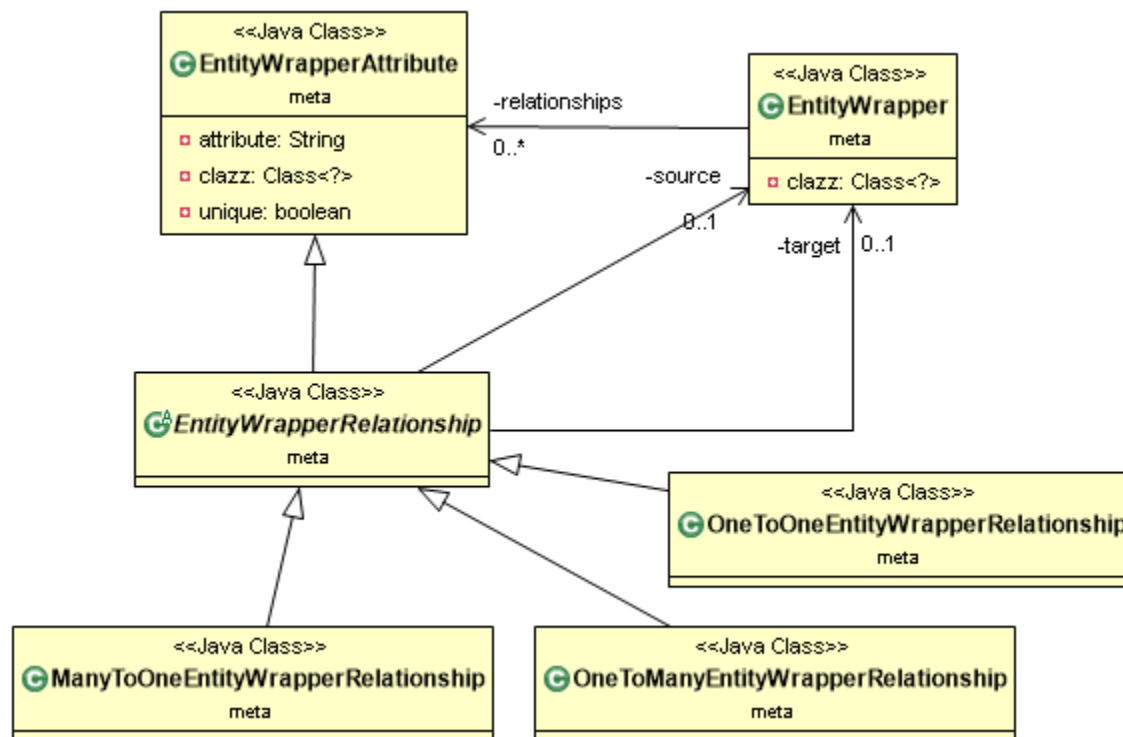 <<Java Class>>
EntityWrapperAttribute
meta
attribute: String
clazz: Class<?>
unique: boolean
-relationships
0..*
<<Java Class>>
EntityWrapper
meta
clazz: Class<?>
-source
0..1
-target
0..1
<<Java Class>>
EntityWrapperRelationship
meta
<<Java Class>>
OneToOneEntityWrapperRelationship
meta
<<Java Class>>
ManyToOneEntityWrapperRelationship
meta
<<Java Class>>
OneToManyEntityWrapperRelationship
meta